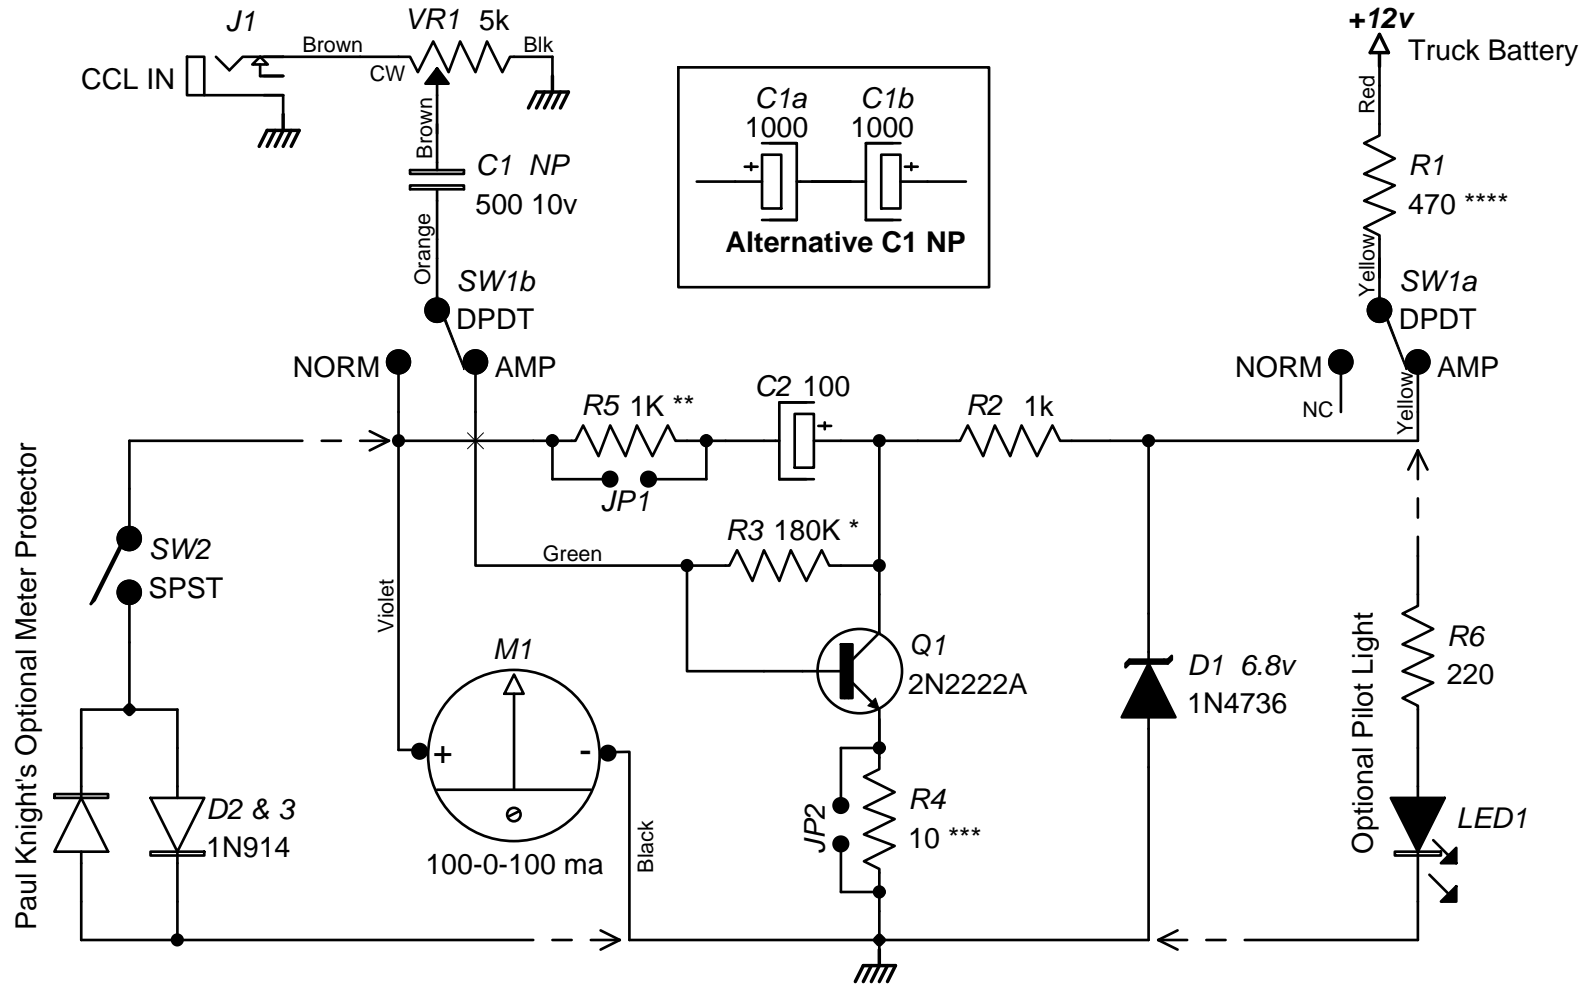 J1
VR1 5k
+12v
Truck Battery
Brown
Blk
CW
CCL IN
Red
C1a
1000
C1b
1000
+
+
Alternative C1 NP
Brown
C1 NP
500 10v
R1
470 ****
Orange
Yellow
SW1b
DPDT
SW1a
DPDT
NORM
AMP
NORM
AMP
NC
Yellow
R5 1K **
C2 100
+
R2 1k
JP1
Paul Knight's Optional Meter Protector
SW2
SPST
Green
R3 180K *
Violet
M1
+
-
100-0-100 ma
Black
Q1
2N2222A
D1 6.8v
1N4736
Optional Pilot Light
R6
220
D2 & 3
1N914
JP2
R4
10 ***
LED1